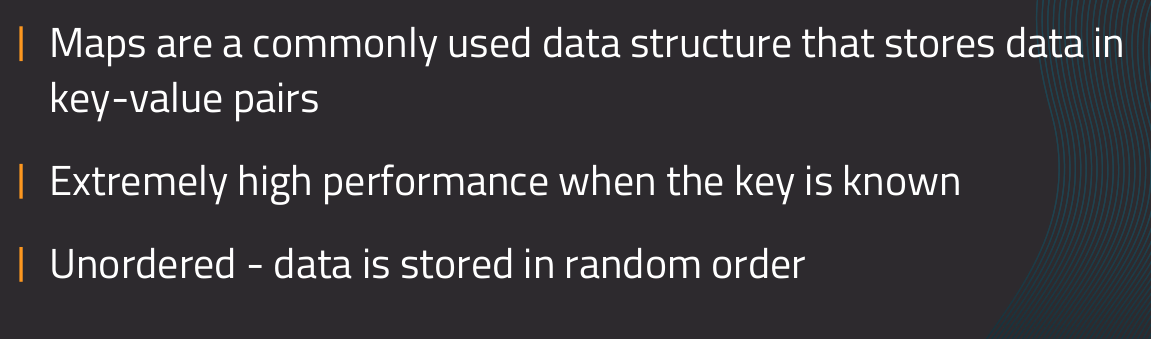 Maps are a commonly used data structure that stores data in
key-value pairs
Extremely high performance when the key is known
Unordered - data is stored in random order